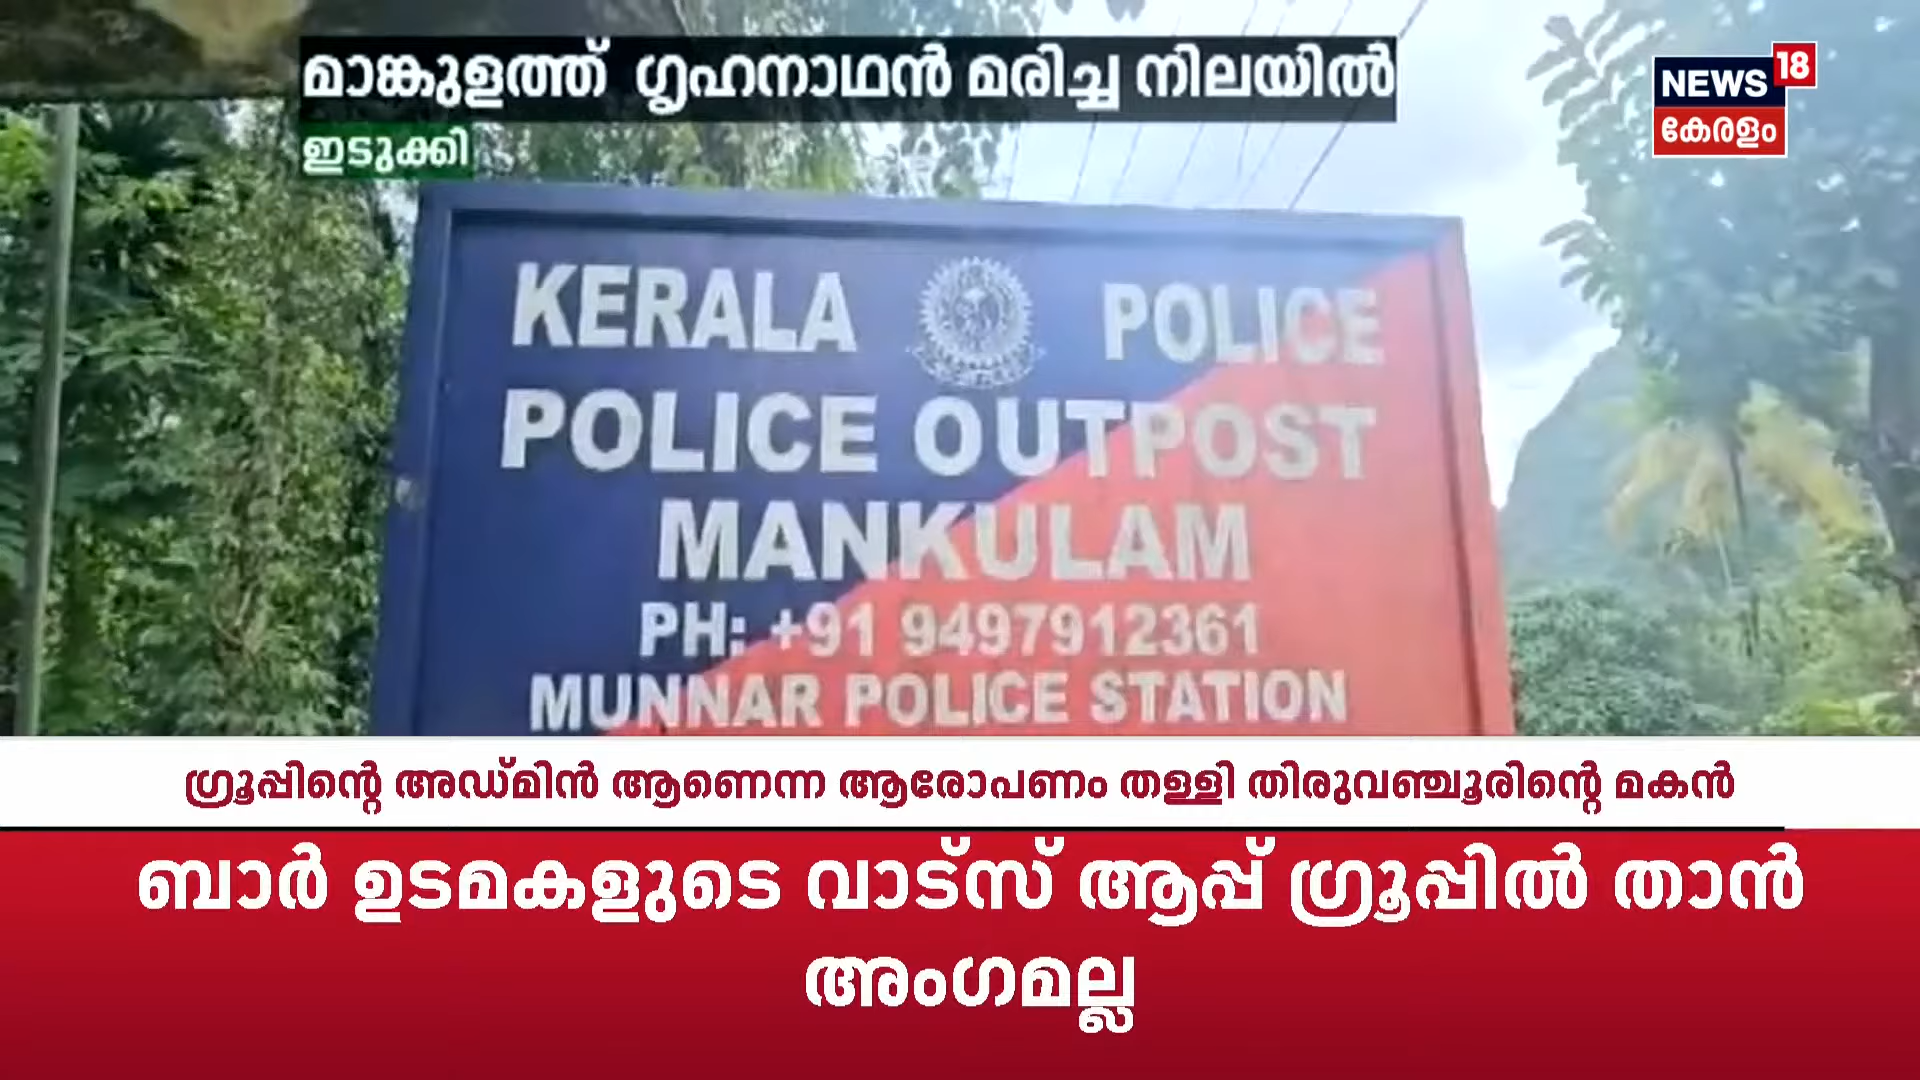 മാങ്കുളത്ത് ഗൃഹനാഥൻ മരിച്ച നിലയിൽ
ഇടുക്കി
NEWS 18
കേരളം
KERALA POLICE
POLICE OUTPOST
MANKULAM
PH: +91 9497912361
MUNNAR POLICE STATION
ഗ്രൂപ്പിന്റെ അഡ്മിൻ ആണെന്ന ആരോപണം തള്ളി തിരുവഞ്ചൂരിന്റെ മകൻ
ബാർ ഉടമകളുടെ വാട്സ് ആപ്പ് ഗ്രൂപ്പിൽ താൻ
അംഗമല്ല